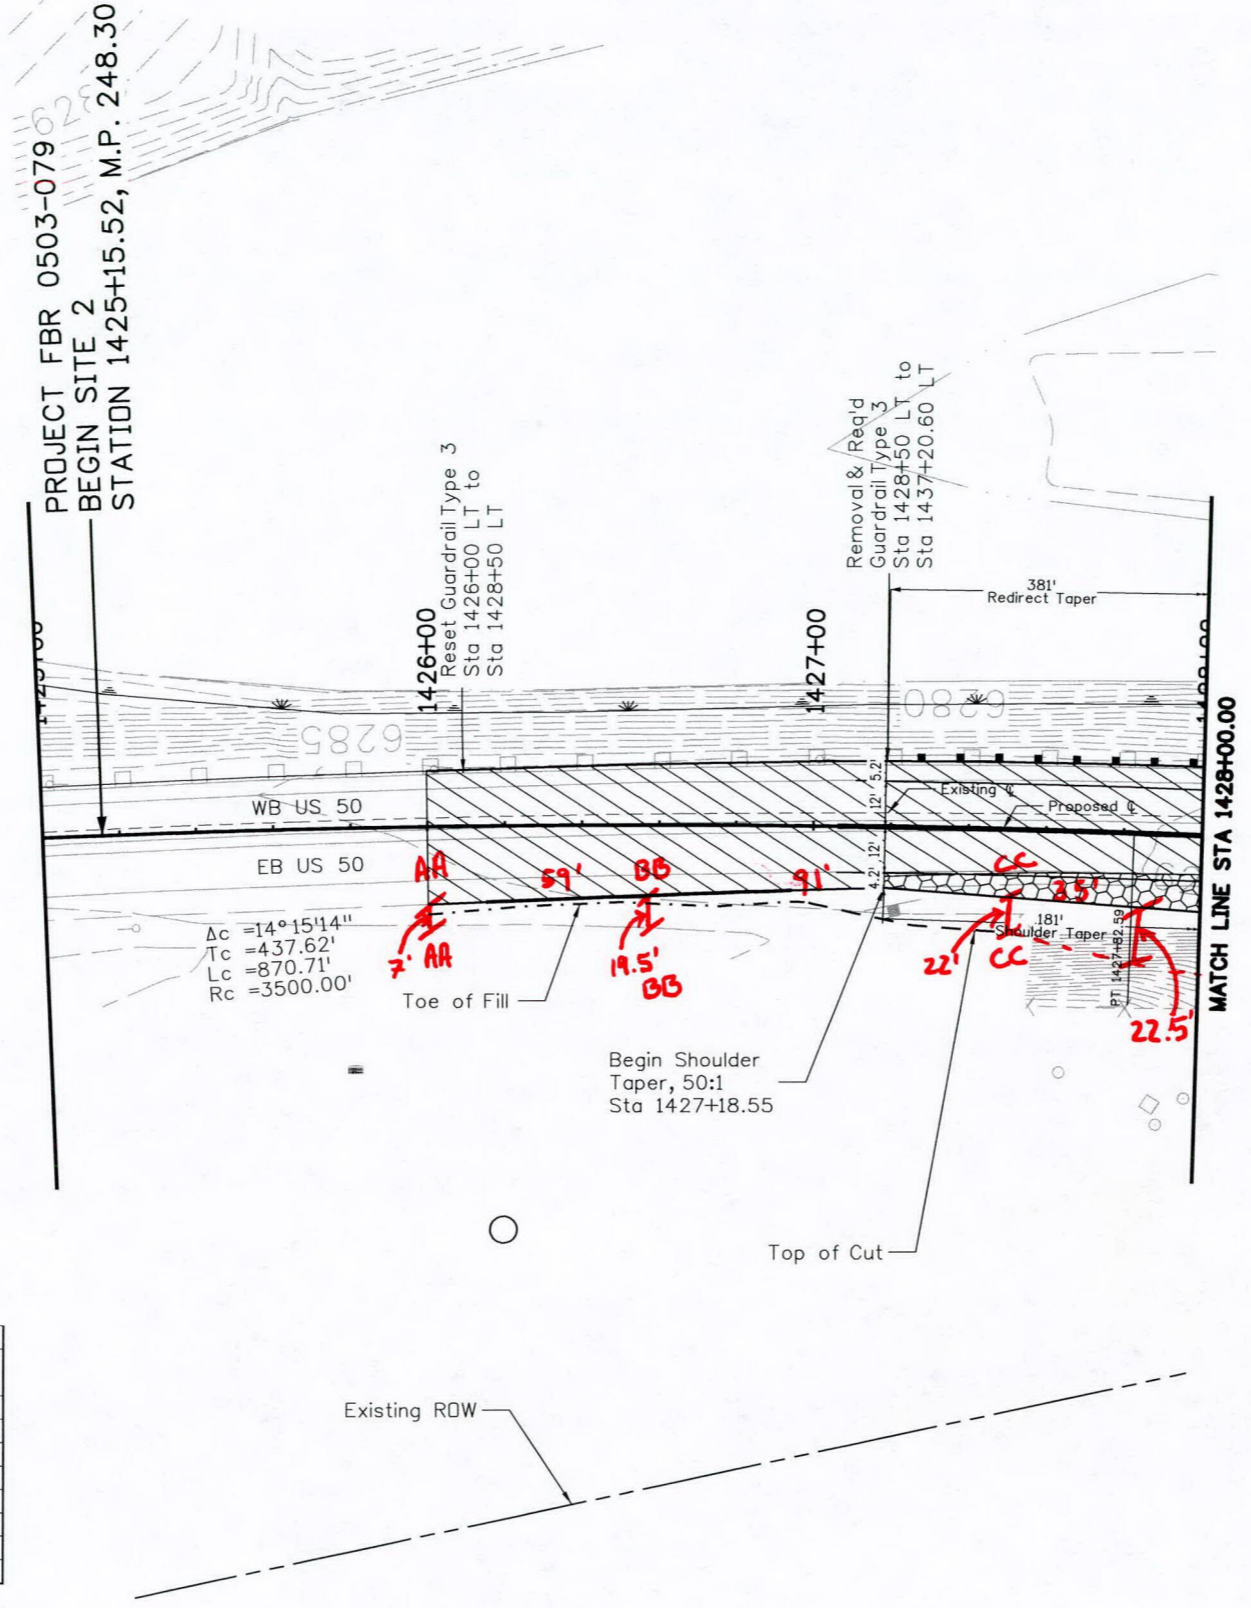 PROJECT FBR 0503-079
BEGIN SITE 2
STATION 1425+15.52, M.P. 248.30
1426+00
Reset Guardrail Type 3
Sta 1426+00 LT to
Sta 1428+50 LT
1427+00
Removal & Req'd
Guardrail Type 3
Sta 1428+50 LT to
Sta 1437+20.60 LT
381'
Redirect Taper
6285
6280
5.2'
12'
12'
4.2'
Existing ℄
Proposed ℄
WB US 50
EB US 50
AA
59'
BB
91'
CC
35'
7'
AA
19.5'
BB
22'
CC
22.5'
181'
Shoulder Taper
PT 1427+82.59
Δc =14°15'14"
Tc =437.62'
Lc =870.71'
Rc =3500.00'
Toe of Fill
Begin Shoulder
Taper, 50:1
Sta 1427+18.55
Top of Cut
Existing ROW
MATCH LINE STA 1428+00.00